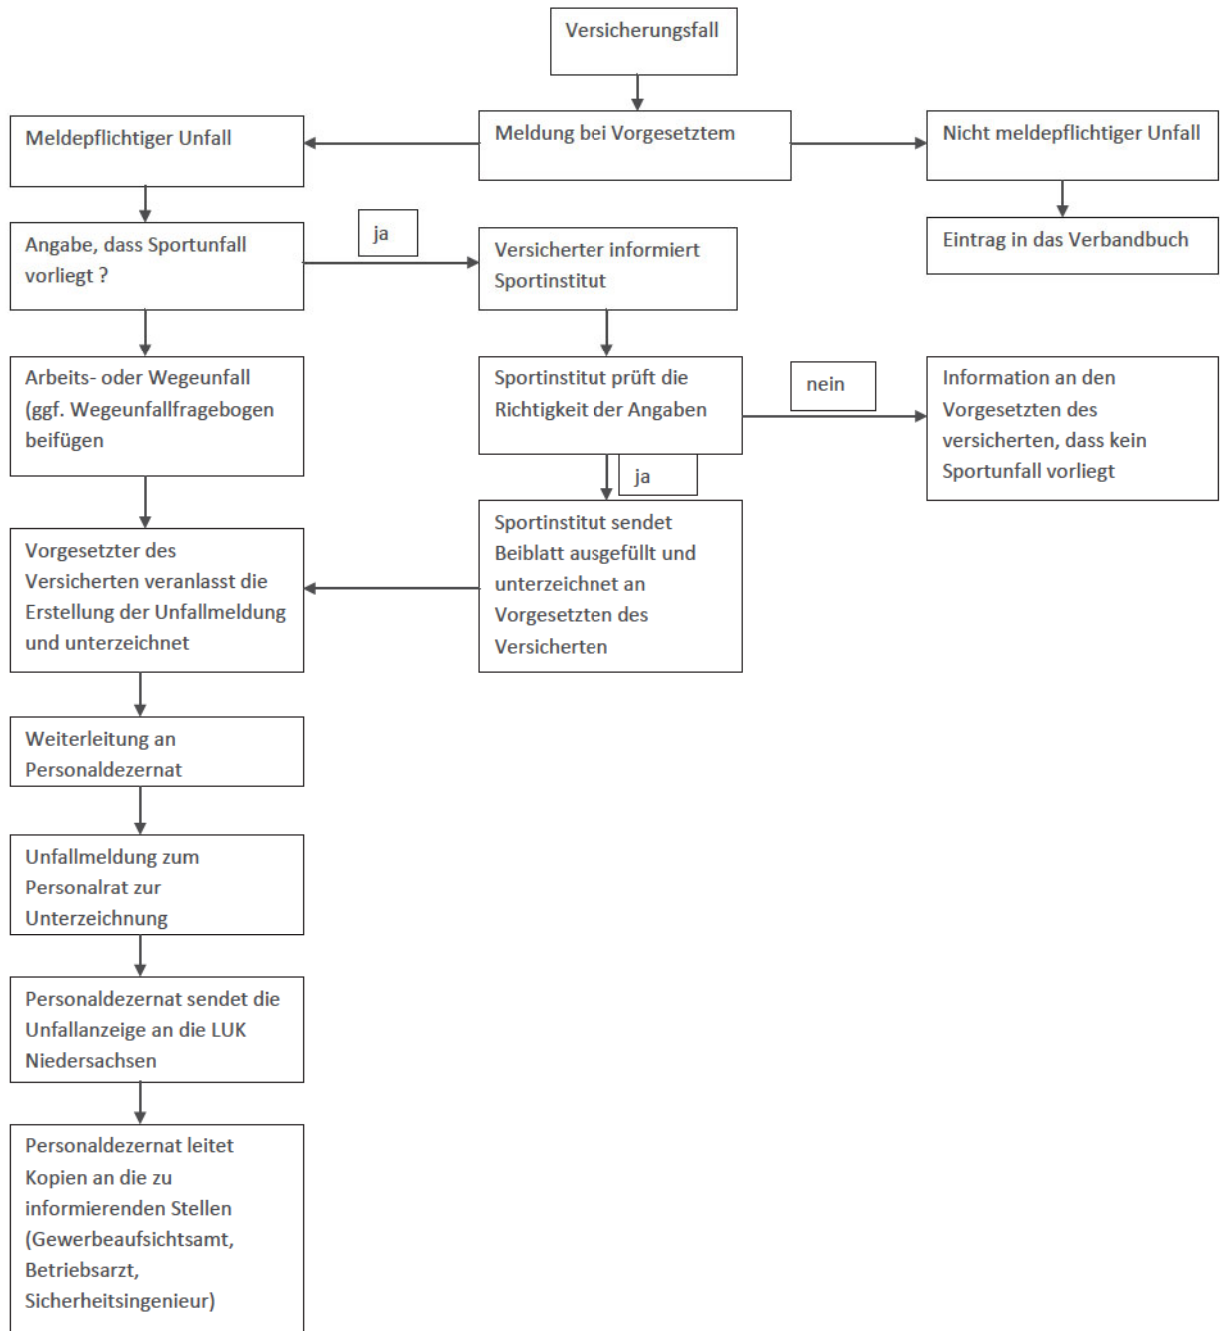 Versicherungsfall
Meldepflichtiger Unfall
Meldung bei Vorgesetztem
Nicht meldepflichtiger Unfall
Angabe, dass Sportunfall
vorliegt ?
ja
Versicherter informiert
Sportinstitut
Eintrag in das Verbandbuch
Arbeits- oder Wegeunfall
(ggf. Wegeunfallfragebogen
beifügen
Sportinstitut prüft die
Richtigkeit der Angaben
nein
Information an den
Vorgesetzten des
versicherten, dass kein
Sportunfall vorliegt
ja
Vorgesetzter des
Versicherten veranlasst die
Erstellung der Unfallmeldung
und unterzeichnet
Sportinstitut sendet
Beiblatt ausgefüllt und
unterzeichnet an
Vorgesetzten des
Versicherten
Weiterleitung an
Personaldezernat
Unfallmeldung zum
Personalrat zur
Unterzeichnung
Personaldezernat sendet die
Unfallanzeige an die LUK
Niedersachsen
Personaldezernat leitet
Kopien an die zu
informierenden Stellen
(Gewerbeaufsichtsamt,
Betriebsarzt,
Sicherheitsingenieur)